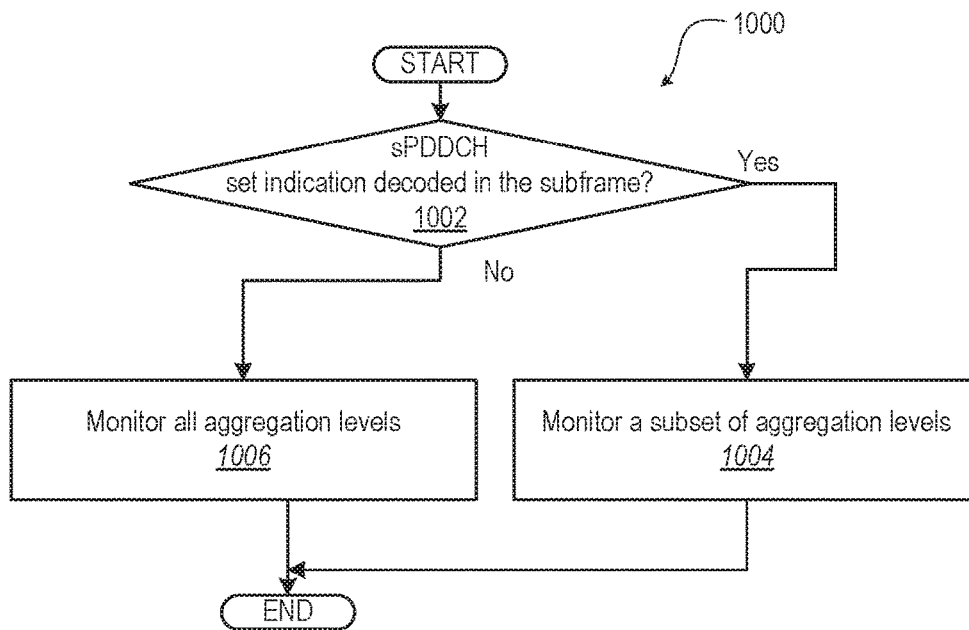 1000
START
sPDDCH
set indication decoded in the subframe?
1002
Yes
No
Monitor all aggregation levels
1006
Monitor a subset of aggregation levels
1004
END